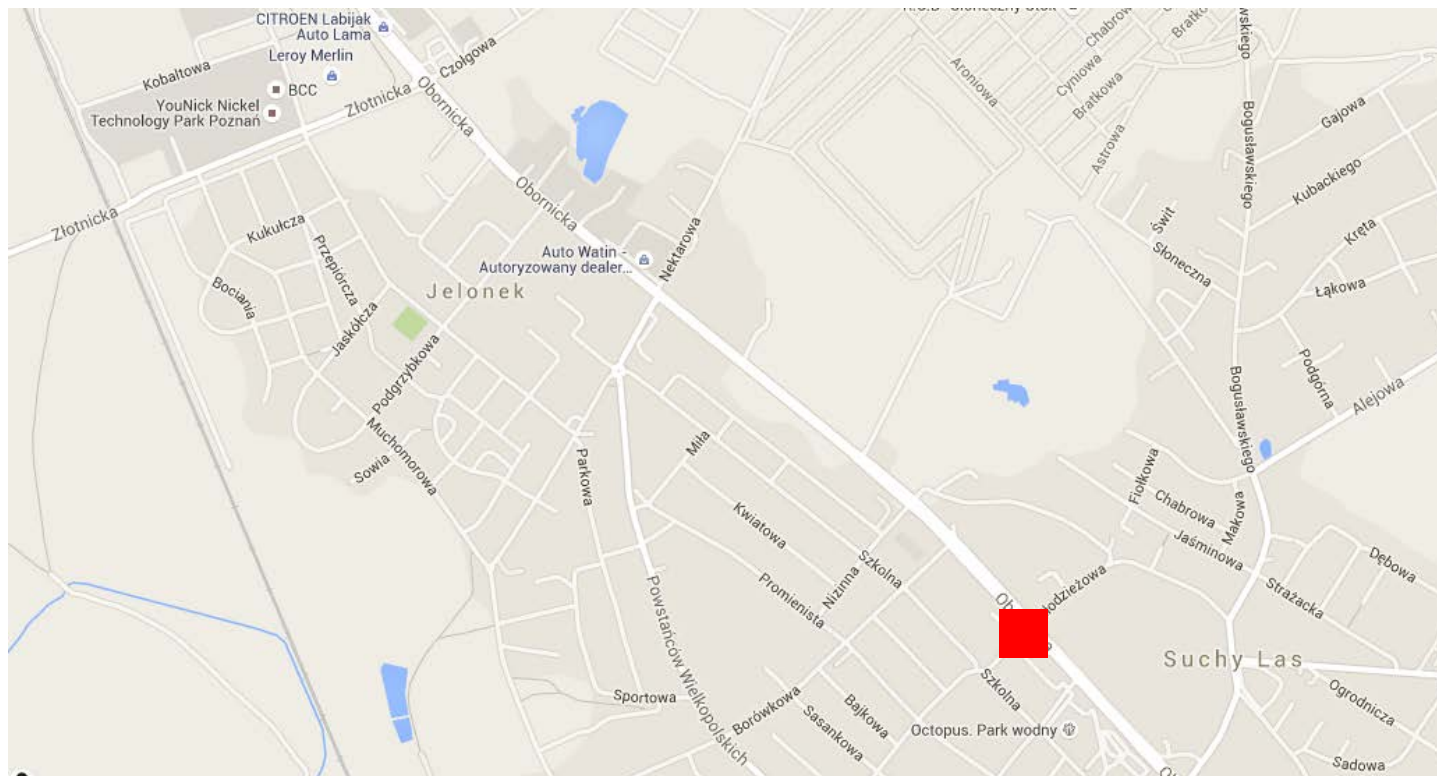 CITROEN Labijak
Auto Lama
Leroy Merlin
Kobaltowa
BCC
YouNick Nickel
Technology Park Poznań
Złotnicka
Czołgowa
Obornicka
Aroniowa
Chabrowa
Cyniowa
Bratkowa
Bratkowa
Astrowa
Bogusławskiego
Gajowa
Kubackiego
Kręta
Łąkowa
Świt
Słoneczna
Podgórna
Bogusławskiego
Alejowa
Złotnicka
Kukułcza
Przepiórcza
Bociania
Jaskółcza
Jelonek
Obornicka
Auto Watin -
Autoryzowany dealer...
Nektarowa
Podgrzybkowa
Muchomorowa
Sowia
Parkowa
Miła
Kwiatowa
Szkolna
Nizinna
Promienista
Powstańców Wielkopolskich
Sportowa
Borówkowa
Bajkowa
Sasankowa
Szkolna
Octopus. Park wodny
Fiołkowa
Chabrowa
Makowa
Jaśminowa
Strażacka
Dębowa
Suchy Las
Ogrodnicza
Sadowa